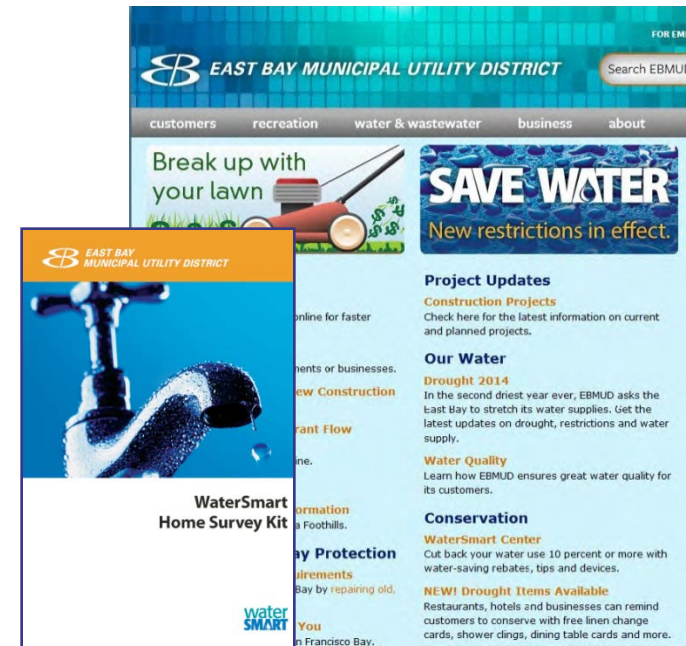 FOR EM
EAST BAY MUNICIPAL UTILITY DISTRICT
Search EBMUD
customers recreation water & wastewater business about
Break up with
your lawn
SAVE WATER
New restrictions in effect.
EAST BAY
MUNICIPAL UTILITY DISTRICT
WaterSmart
Home Survey Kit
water
SMART
online for faster
ments or businesses.
ew Construction
rant Flow
ine.
ormation
a Foothills.
ay Protection
uirements
Bay by repairing old,
You
n Francisco Bay.
Project Updates
Construction Projects
Check here for the latest information on current
and planned projects.
Our Water
Drought 2014
In the second driest year ever, EBMUD asks the
East Bay to stretch its water supplies. Get the
latest updates on drought, restrictions and water
supply.
Water Quality
Learn how EBMUD ensures great water quality for
its customers.
Conservation
WaterSmart Center
Cut back your water use 10 percent or more with
water-saving rebates, tips and devices.
NEW! Drought Items Available
Restaurants, hotels and businesses can remind
customers to conserve with free linen change
cards, shower clings, dining table cards and more.